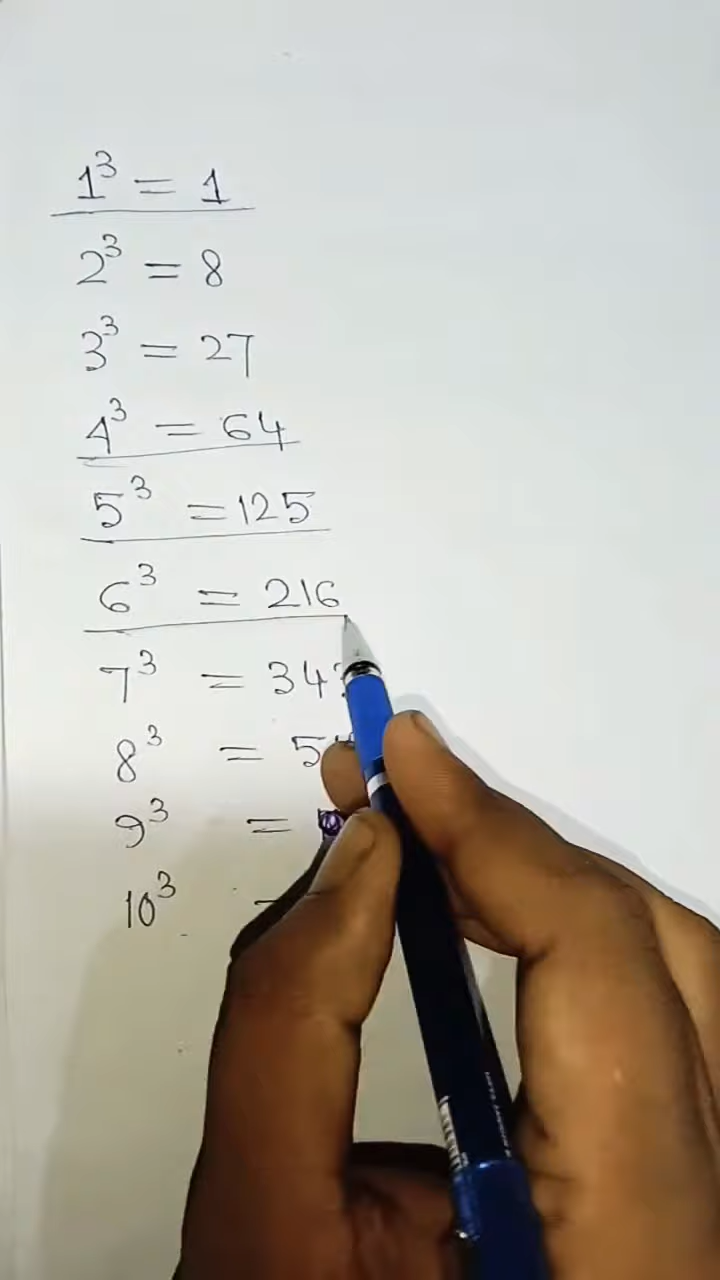 1³ = 1
2³ = 8
3³ = 27
4³ = 64
5³ = 125
6³ = 216
7³ = 34
8³ = 5
9³ =
10³